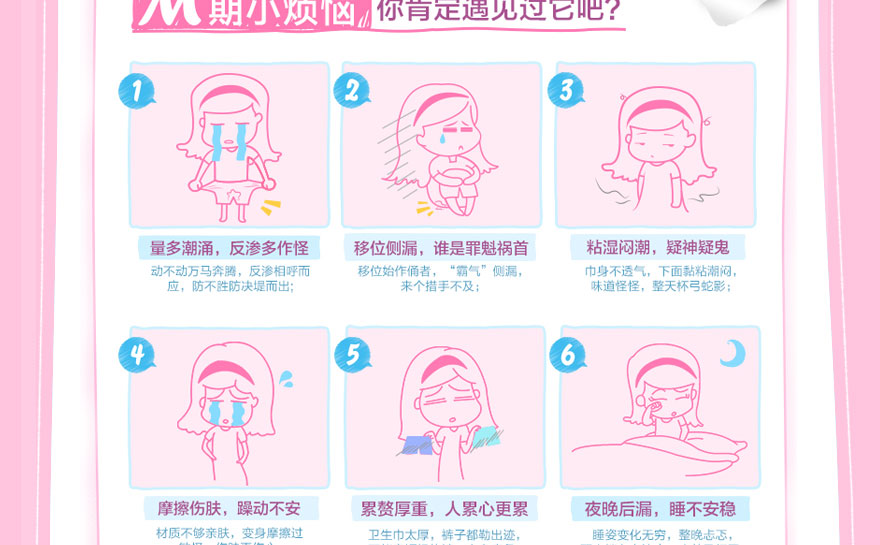 M期小烦恼，你肯定遇见过它吧？
1
量多潮涌，反渗多作怪
动不动万马奔腾，反渗相呼而
应，防不胜防决堤而出；
2
移位侧漏，谁是罪魁祸首
移位始作俑者，“霸气”侧漏，
来个措手不及；
3
粘湿闷潮，疑神疑鬼
巾身不透气，下面黏粘潮闷，
味道怪怪，整天杯弓蛇影；
4
摩擦伤肤，躁动不安
材质不够亲肤，变身摩擦过
5
累赘厚重，人累心更累
卫生巾太厚，裤子都勒出迹，
6
夜晚后漏，睡不安稳
睡姿变化无穷，整晚忐忑，